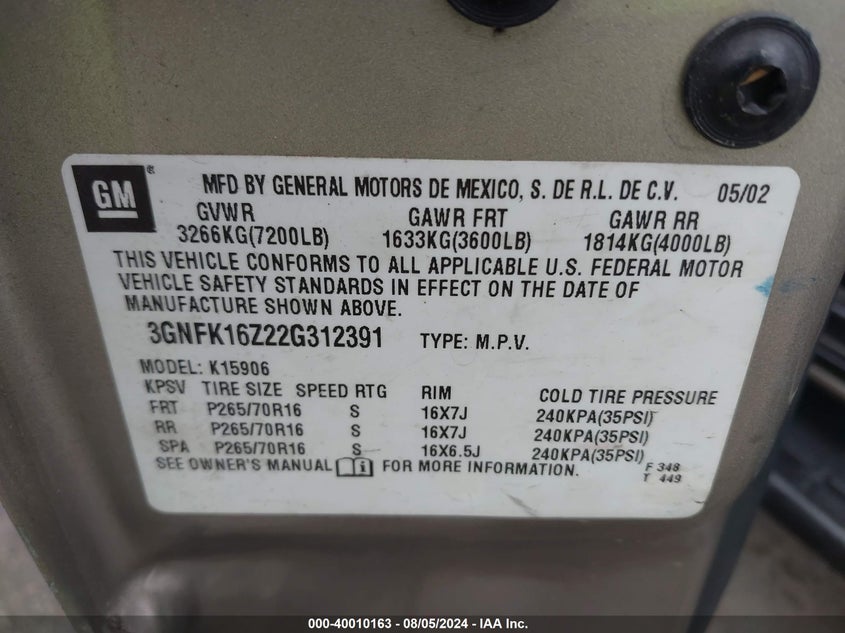 GM ® MFD BY GENERAL MOTORS DE MEXICO, S. DE R.L. DE C.V. 05/02
GVWR GAWR FRT GAWR RR
3266KG(7200LB) 1633KG(3600LB) 1814KG(4000LB)
THIS VEHICLE CONFORMS TO ALL APPLICABLE U.S. FEDERAL MOTOR
VEHICLE SAFETY STANDARDS IN EFFECT ON THE DATE OF
MANUFACTURE SHOWN ABOVE.
3GNFK16Z22G312391 TYPE: M.P.V.
MODEL: K15906
KPSV TIRE SIZE SPEED RTG RIM COLD TIRE PRESSURE
FRT P265/70R16 S 16X7J 240KPA(35PSI)
RR P265/70R16 S 16X7J 240KPA(35PSI)
SPA P265/70R16 S 16X6.5J 240KPA(35PSI)
SEE OWNER'S MANUAL i FOR MORE INFORMATION. F 348
T 449
000-40010163 - 08/05/2024 - IAA Inc.